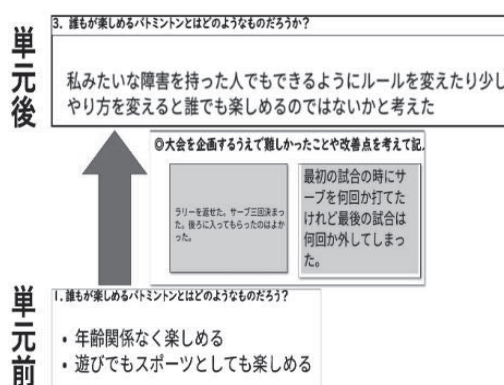 単元後
3. 誰もが楽しめるバトミントンとはどのようなものだろうか?
私みたいな障害を持った人でもできるようにルールを変えたり少し
やり方を変えると誰でも楽しめるのではないかと考えた
◎大会を企画するうえで難しかったことや改善点を考えて記.
ラリーを返せた。サーブ三回決まっ
た。後ろに入ってもらったのはよか
った。
最初の試合の時にサ
ーブを何回か打てた
けれど最後の試合は
何回か外してしまっ
た。
単元前
1. 誰もが楽しめるバトミントンとはどのようなものだろう?
・年齢関係なく楽しめる
・遊びでもスポーツとしても楽しめる